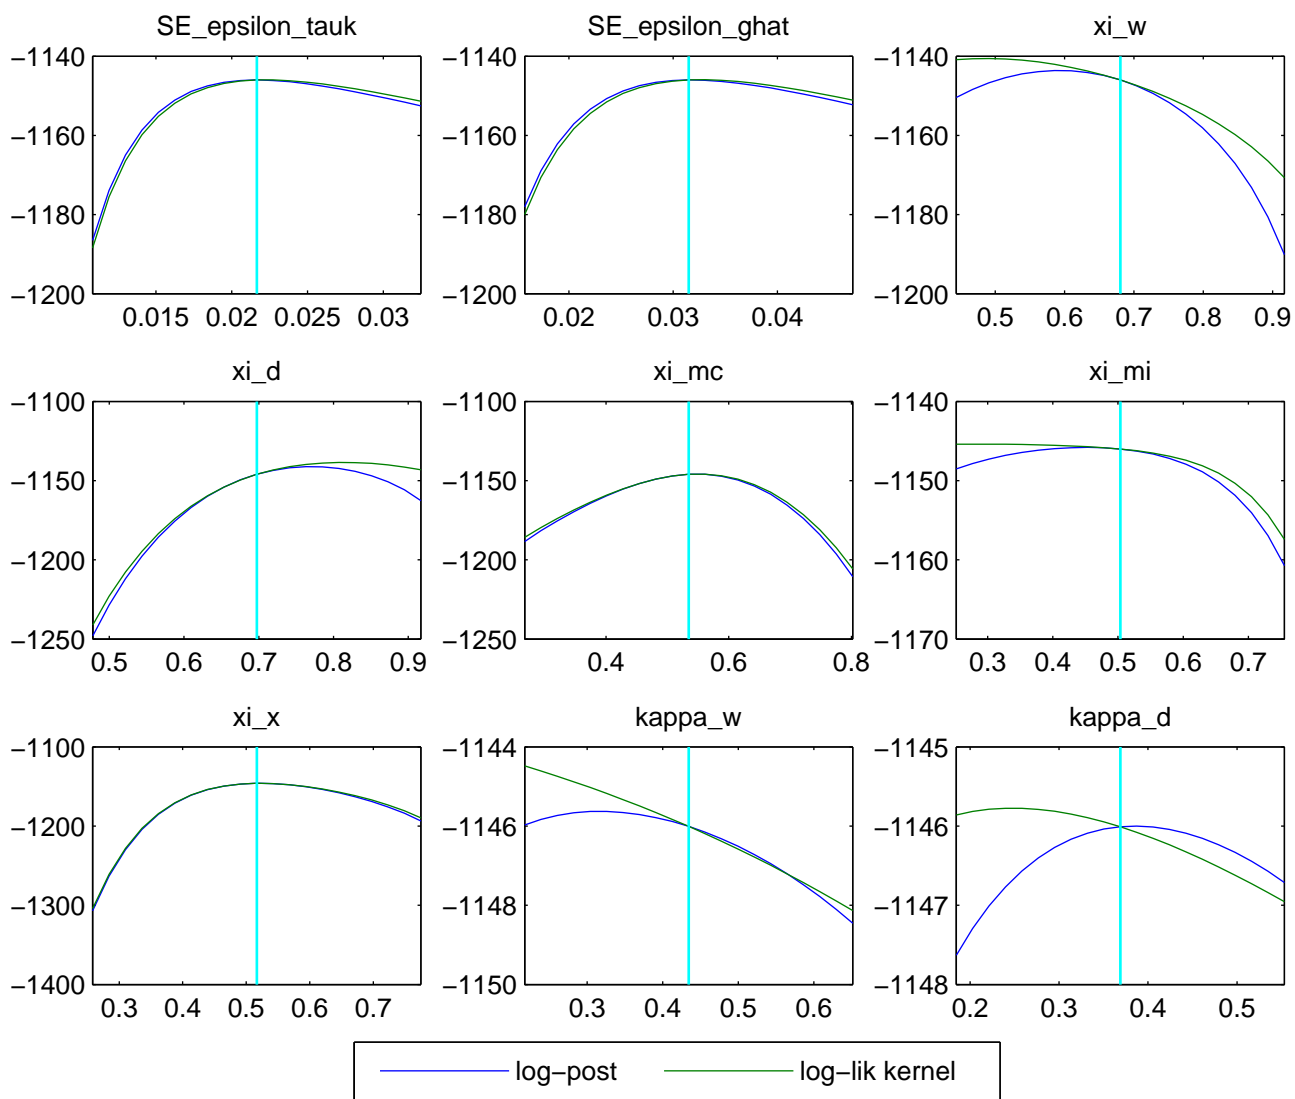 SE_epsilon_tauk
SE_epsilon_ghat
xi_w
−1140
−1160
−1180
−1200
0.015 0.02 0.025 0.03
−1140
−1160
−1180
−1200
0.02 0.03 0.04
−1140
−1160
−1180
−1200
0.5 0.6 0.7 0.8 0.9
xi_d
xi_mc
xi_mi
−1100
−1150
−1200
−1250
0.5 0.6 0.7 0.8 0.9
−1100
−1150
−1200
−1250
0.4 0.6 0.8
−1140
−1150
−1160
−1170
0.3 0.4 0.5 0.6 0.7
xi_x
kappa_w
kappa_d
−1100
−1200
−1300
−1400
0.3 0.4 0.5 0.6 0.7
−1144
−1146
−1148
−1150
0.3 0.4 0.5 0.6
−1145
−1146
−1147
−1148
0.2 0.3 0.4 0.5
log−post
log−lik kernel